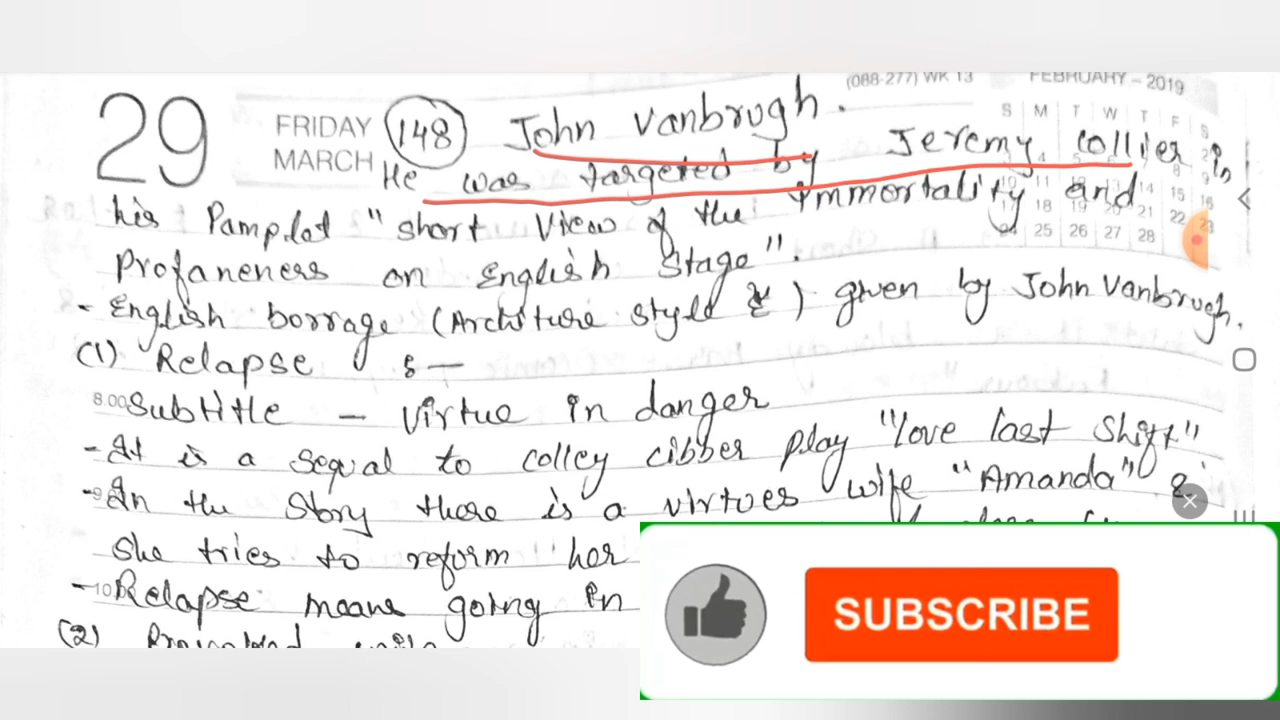 (088-277) WK 13 FEBRUARY – 2019
S M T W T F S
29 FRIDAY MARCH
148 John Vanbrugh.
He was targeted by Jeremy Collier in
his Pamplet "short View of the Immortality and
Profaneness on English Stage".
- English borrage (Architure style ) given by John Vanbrugh.
(1) Relapse :-
8.00 Subtitle - Virtue in danger
- It is a sequal to colley cibber play "love last Shift"
- In the Story there is a virtues wife "Amanda" &
she tries to reform her
- Relapse means going in
(2)
SUBSCRIBE